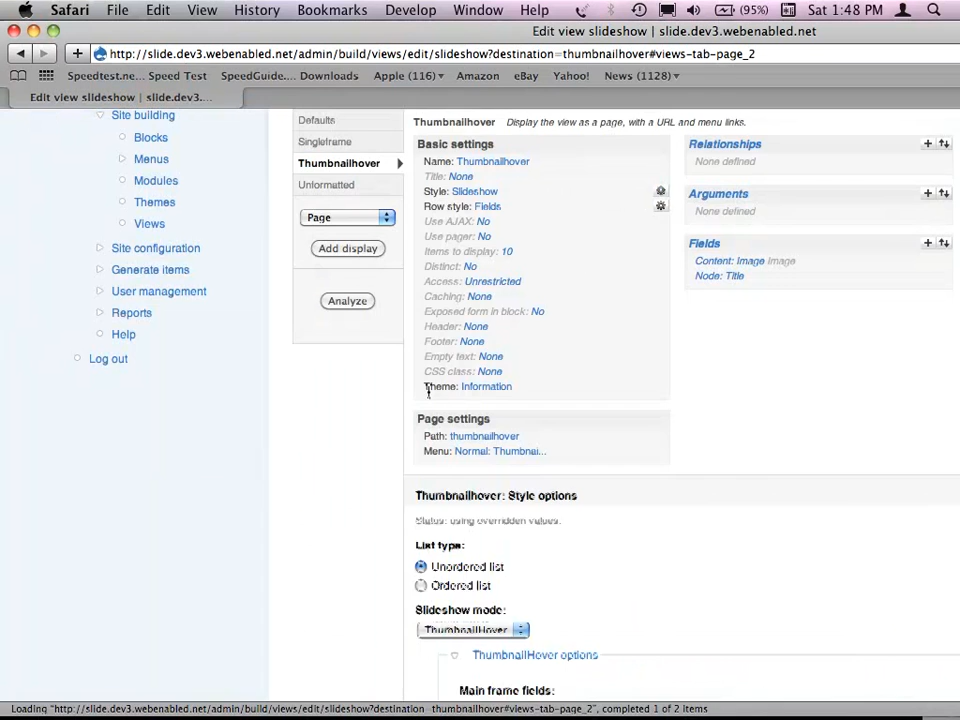 Safari File Edit View History Bookmarks Develop Window Help (95%) Sat 1:48 PM
Edit view slideshow | slide.dev3.webenabled.net
http://slide.dev3.webenabled.net/admin/build/views/edit/slideshow?destination=thumbnailhover#views-tab-page_2
Speedtest.ne... Speed Test SpeedGuide.... Downloads Apple (116) Amazon eBay Yahoo! News (1128)
Edit view slideshow | slide.dev3....
Site building
Blocks
Menus
Modules
Themes
Views
Site configuration
Generate items
User management
Reports
Help
Log out
Defaults
Singleframe
Thumbnailhover
Unformatted
Page
Add display
Analyze
Thumbnailhover Display the view as a page, with a URL and menu links.
Basic settings
Name: Thumbnailhover
Title: None
Style: Slideshow
Row style: Fields
Use AJAX: No
Use pager: No
Items to display: 10
Distinct: No
Access: Unrestricted
Caching: None
Exposed form in block: No
Header: None
Footer: None
Empty text: None
CSS class: None
Theme: Information
Page settings
Path: thumbnailhover
Menu: Normal: Thumbnai...
Relationships
None defined
Arguments
None defined
Fields
Content: Image image
Node: Title
Thumbnailhover: Style options
Status: using overridden values.
List type:
Unordered list
Ordered list
Slideshow mode:
ThumbnailHover
ThumbnailHover options
Main frame fields:
Loading "http://slide.dev3.webenabled.net/admin/build/views/edit/slideshow?destination thumbnailhover#views-tab-page_2", completed 1 of 2 items